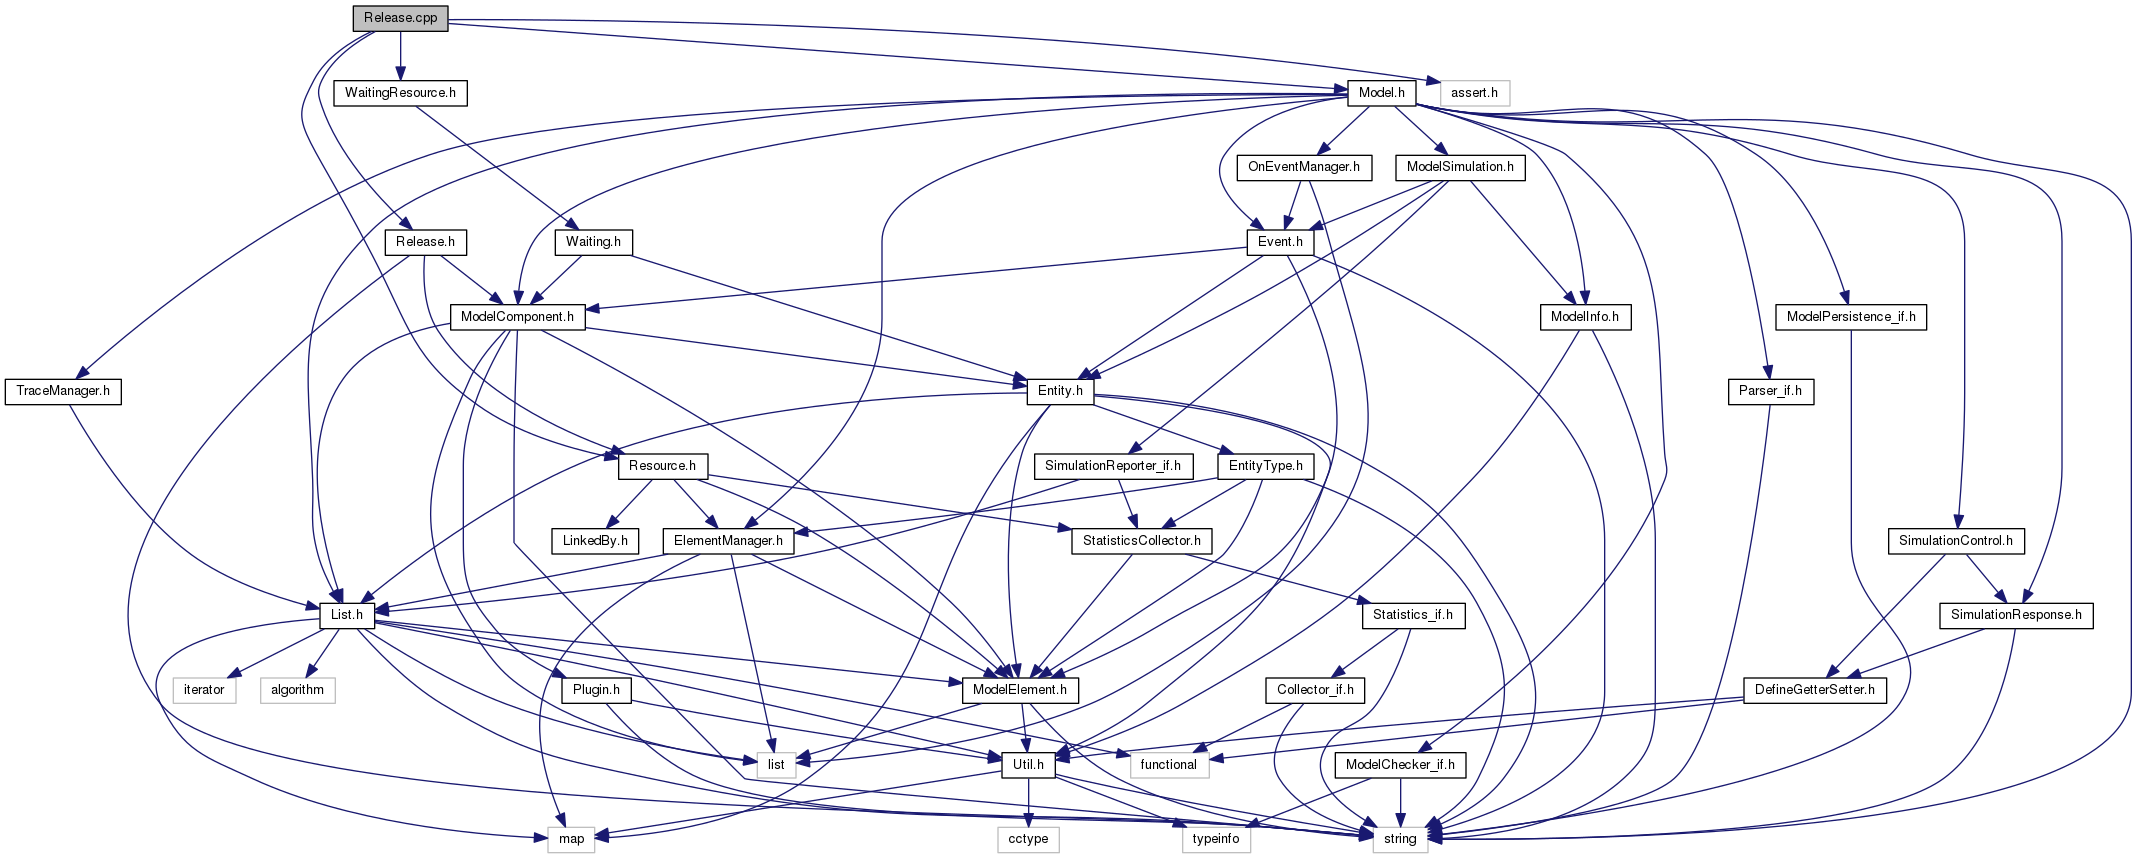 Release.cpp
WaitingResource.h
Model.h
assert.h
OnEventManager.h
ModelSimulation.h
Release.h
Waiting.h
Event.h
ModelComponent.h
ModelInfo.h
ModelPersistence_if.h
TraceManager.h
Entity.h
Parser_if.h
Resource.h
SimulationReporter_if.h
EntityType.h
LinkedBy.h
ElementManager.h
StatisticsCollector.h
SimulationControl.h
List.h
Statistics_if.h
SimulationResponse.h
iterator
algorithm
Plugin.h
ModelElement.h
Collector_if.h
DefineGetterSetter.h
list
Util.h
functional
ModelChecker_if.h
map
cctype
typeinfo
string